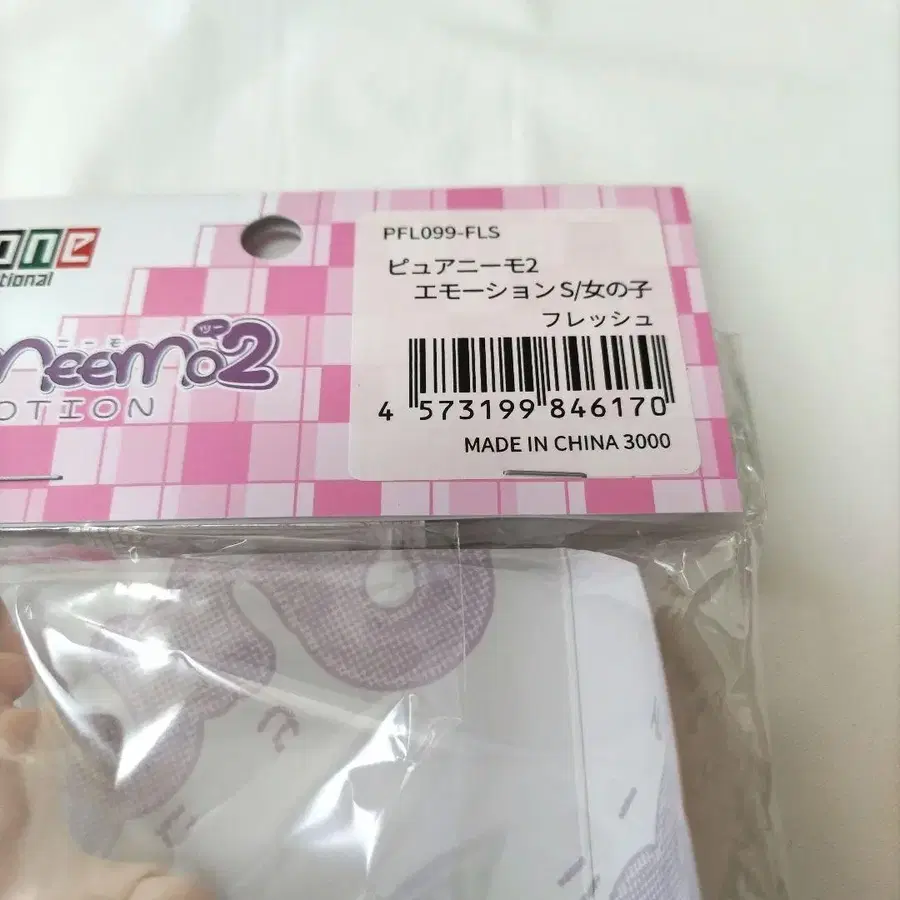 one
tional
ニーモ ツー
neemo2
OTION
PFL099-FLS
ピュアニーモ2
エモーションS/女の子
フレッシュ
4 573199 846170
MADE IN CHINA 3000